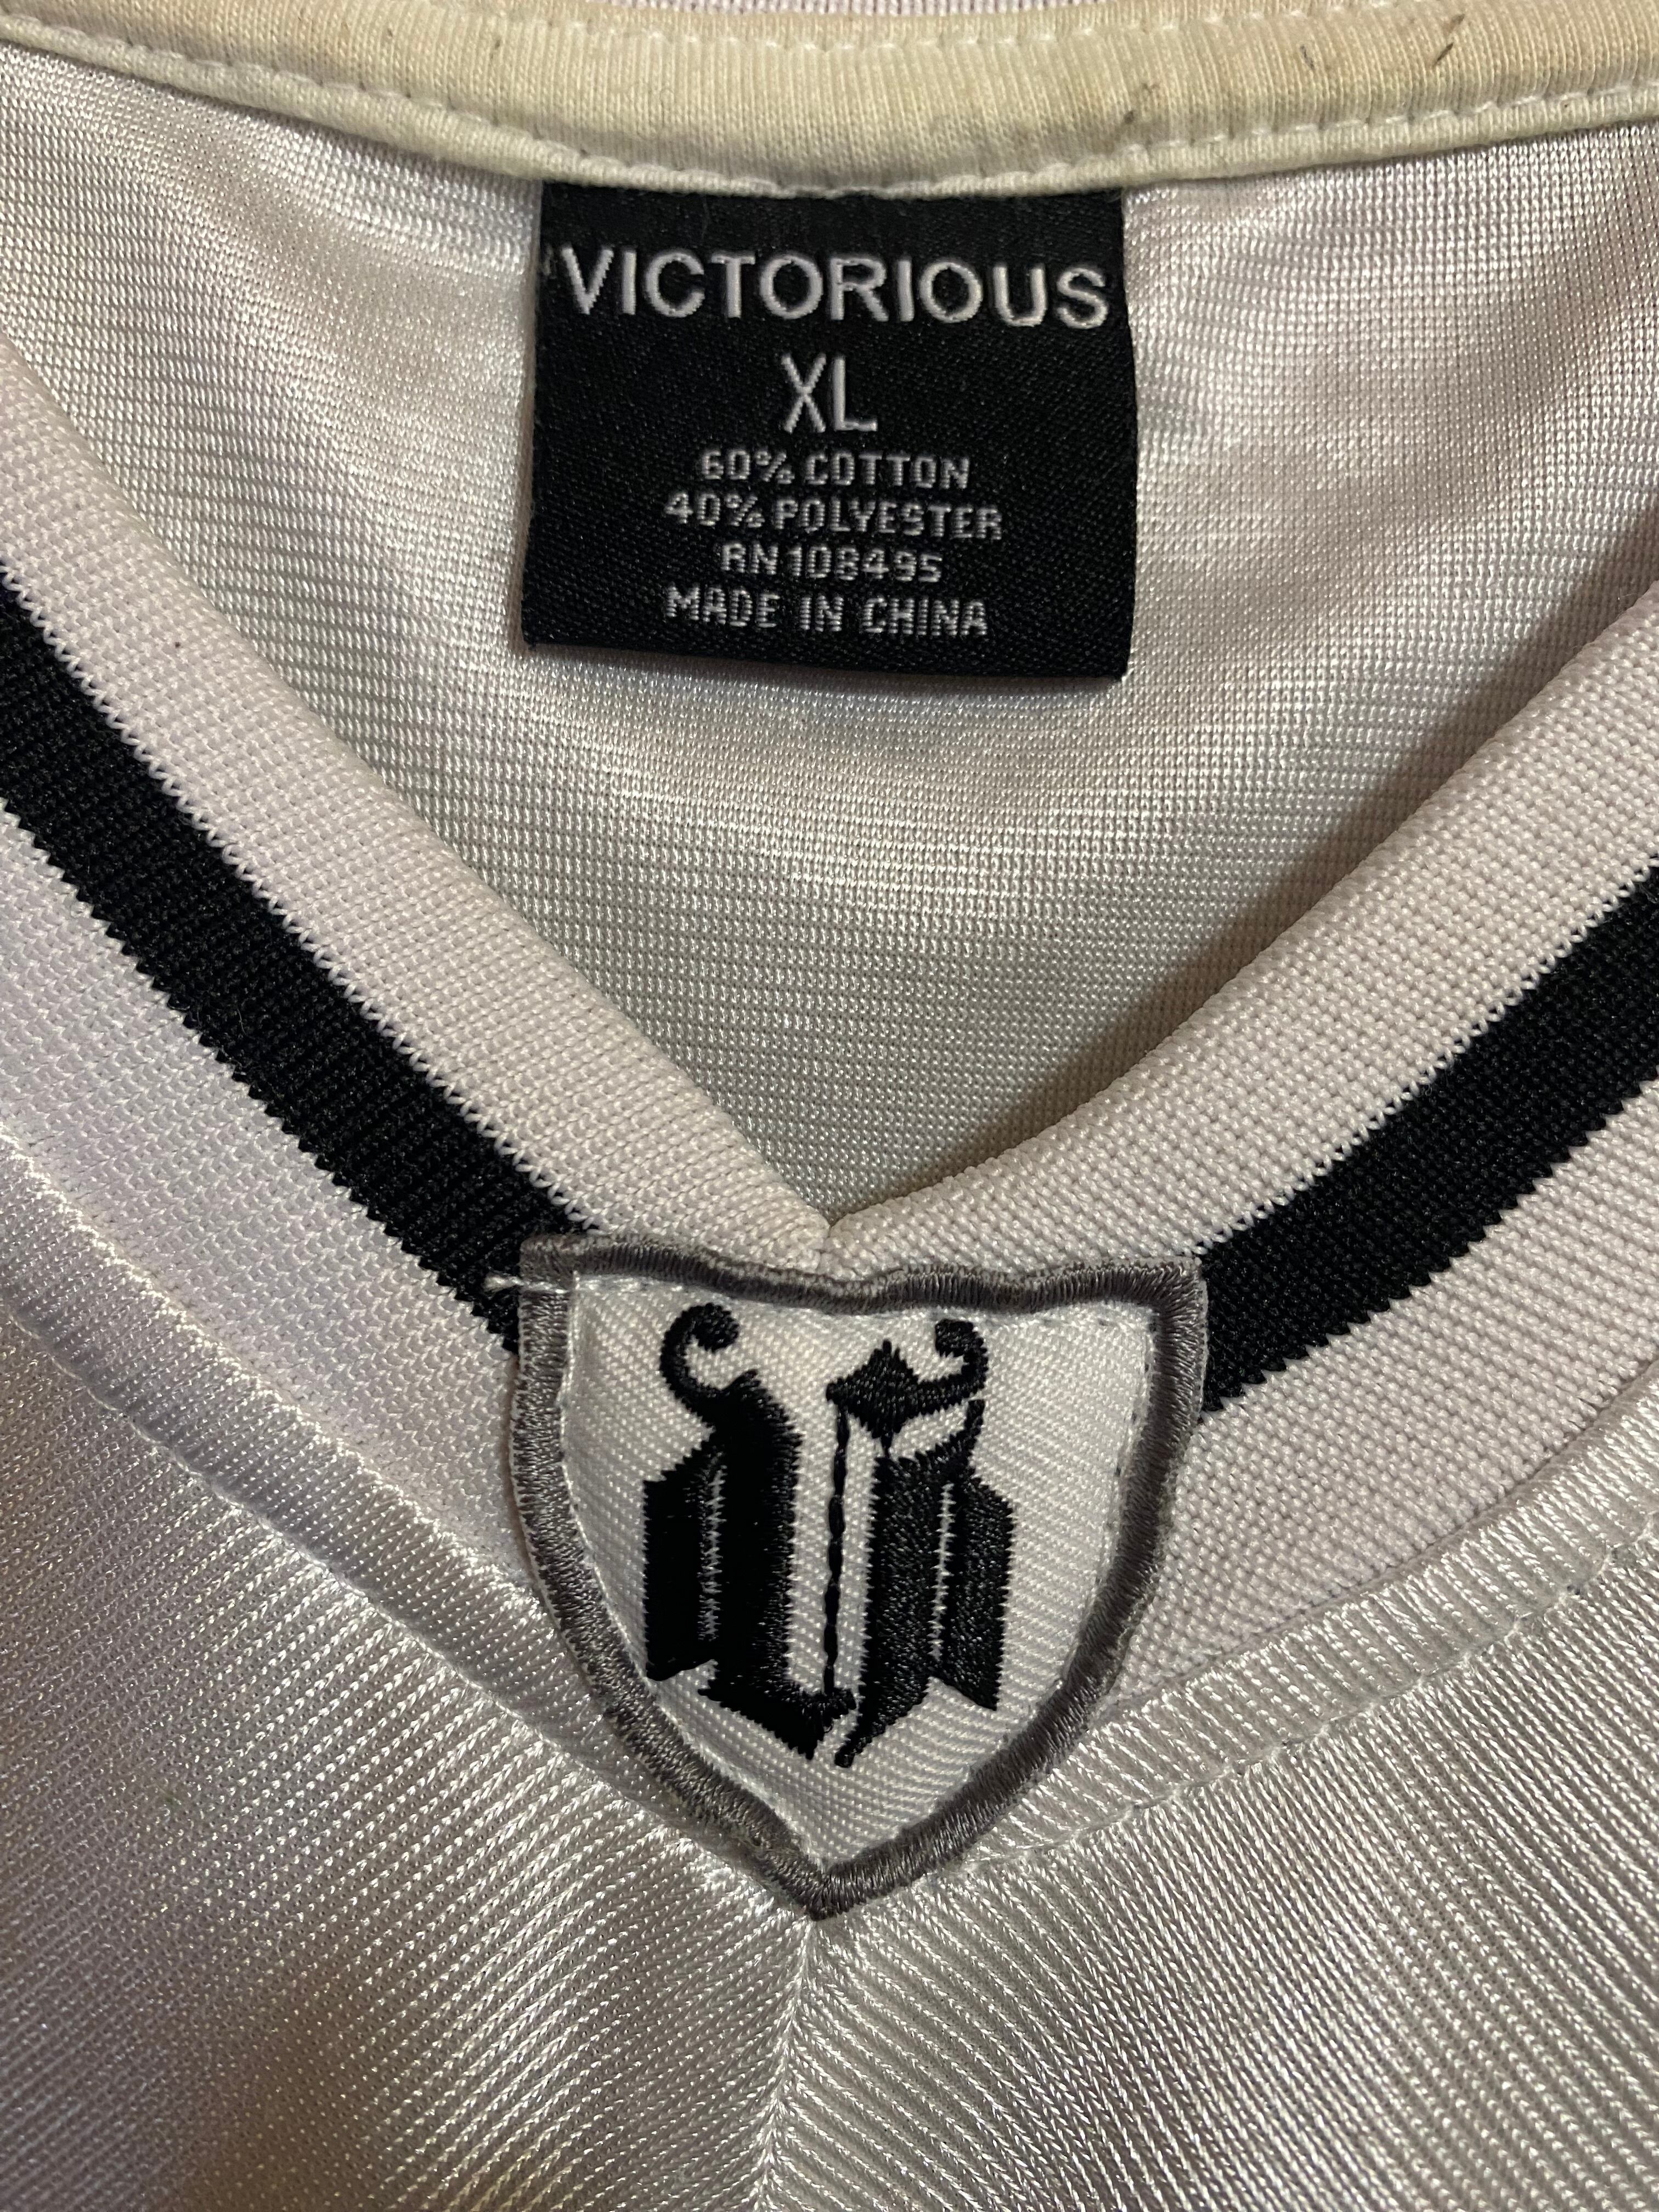 VICTORIOUS
XL
60% COTTON
40% POLYESTER
RN108495
MADE IN CHINA
V